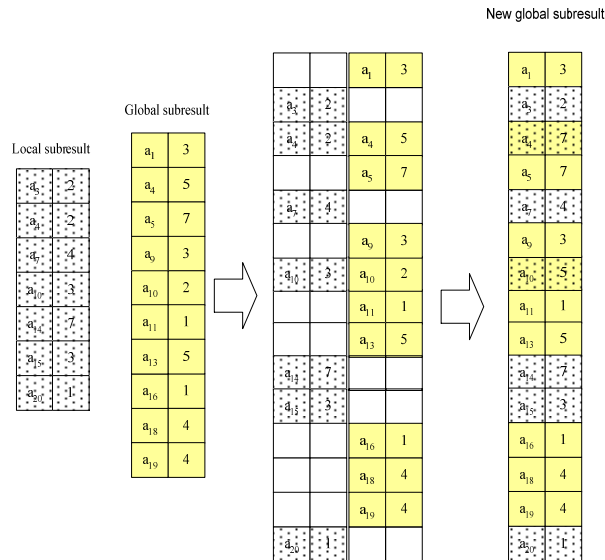 New global subresult
Global subresult
Local subresult
a3 2
a4 2
a7 4
a10 3
a14 7
a15 3
a20 1
a1 3
a4 5
a5 7
a9 3
a10 2
a11 1
a13 5
a16 1
a18 4
a19 4
a1 3
a3 2
a4 2 a4 5
a5 7
a7 4
a9 3
a10 3 a10 2
a11 1
a13 5
a14 7
a15 3
a16 1
a18 4
a19 4
a20 1
a1 3
a3 2
a4 7
a5 7
a7 4
a9 3
a10 5
a11 1
a13 5
a14 7
a15 3
a16 1
a18 4
a19 4
a20 1